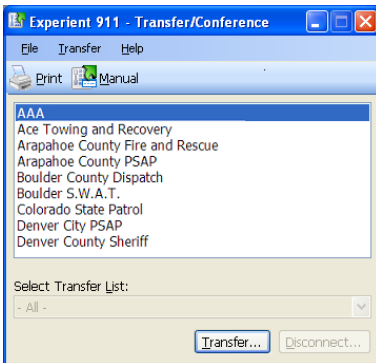 Experient 911 - Transfer/Conference
File Transfer Help
Print Manual
AAA
Ace Towing and Recovery
Arapahoe County Fire and Rescue
Arapahoe County PSAP
Boulder County Dispatch
Boulder S.W.A.T.
Colorado State Patrol
Denver City PSAP
Denver County Sheriff
Select Transfer List:
- All -
Transfer... Disconnect...